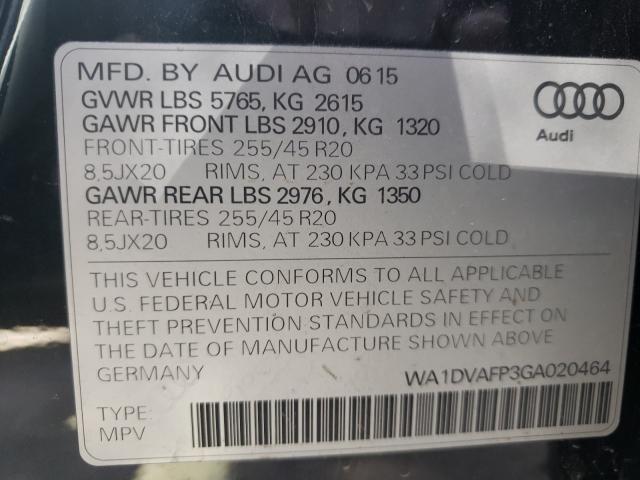 MFD. BY AUDI AG 0615
GVWR LBS 5765, KG 2615
GAWR FRONT LBS 2910, KG 1320
FRONT-TIRES 255/45 R20
8,5JX20 RIMS, AT 230 KPA 33 PSI COLD
GAWR REAR LBS 2976, KG 1350
REAR-TIRES 255/45 R20
8,5JX20 RIMS, AT 230 KPA 33 PSI COLD
Audi
THIS VEHICLE CONFORMS TO ALL APPLICABLE
U.S. FEDERAL MOTOR VEHICLE SAFETY AND
THEFT PREVENTION STANDARDS IN EFFECT ON
THE DATE OF MANUFACTURE SHOWN ABOVE
GERMANY WA1DVAFP3GA020464
TYPE:
MPV